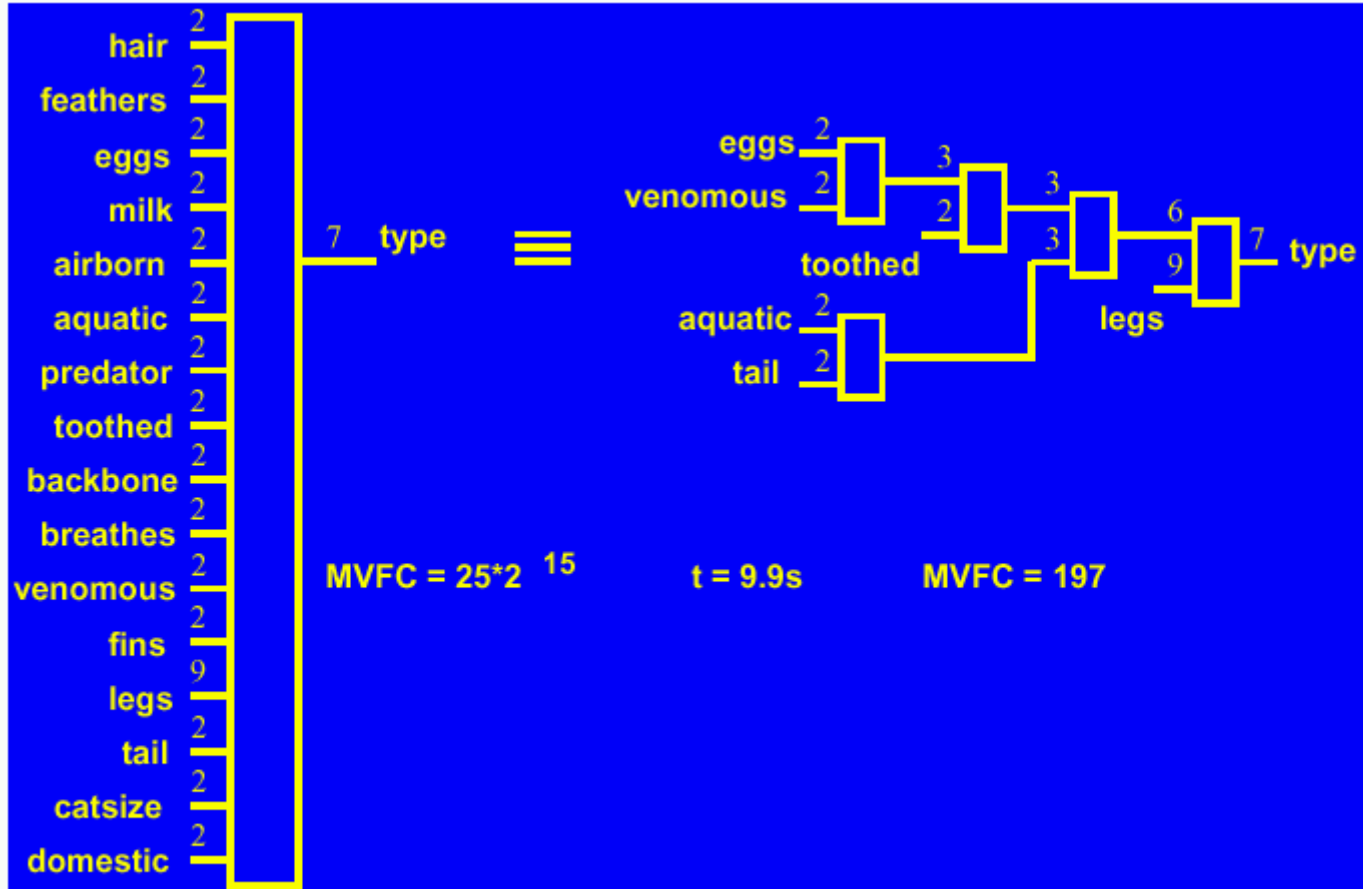 2
hair
2
feathers
2
eggs
2
milk
2
airborn
2
aquatic
2
predator
2
toothed
2
backbone
2
breathes
2
venomous
2
fins
9
legs
2
tail
2
catsize
2
domestic
7 type
eggs 2
venomous 2
3
2
toothed
3
aquatic 2
tail 2
3
6
9
legs
7 type
MVFC = 25*2 15
t = 9.9s
MVFC = 197